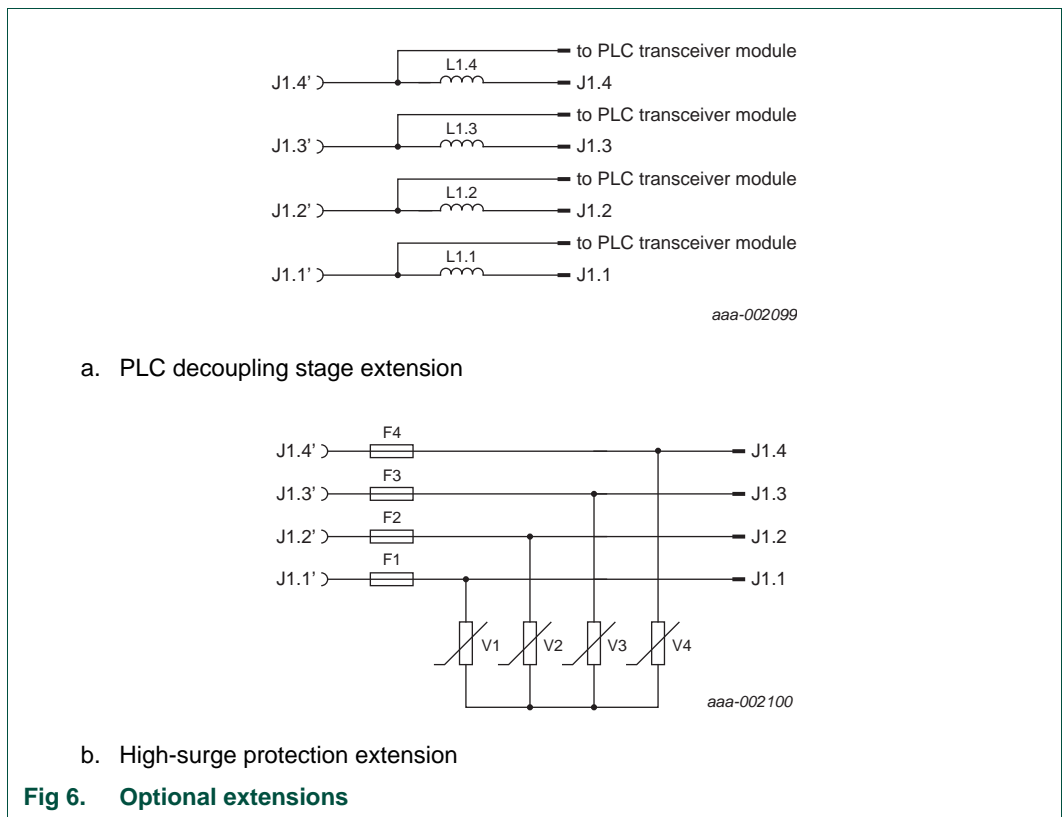 to PLC transceiver module
L1.4
J1.4' J1.4
to PLC transceiver module
L1.3
J1.3' J1.3
to PLC transceiver module
L1.2
J1.2' J1.2
to PLC transceiver module
L1.1
J1.1' J1.1
aaa-002099
a. PLC decoupling stage extension
F4
J1.4' J1.4
F3
J1.3' J1.3
F2
J1.2' J1.2
F1
J1.1' J1.1
V1 V2 V3 V4
aaa-002100
b. High-surge protection extension
Fig 6. Optional extensions